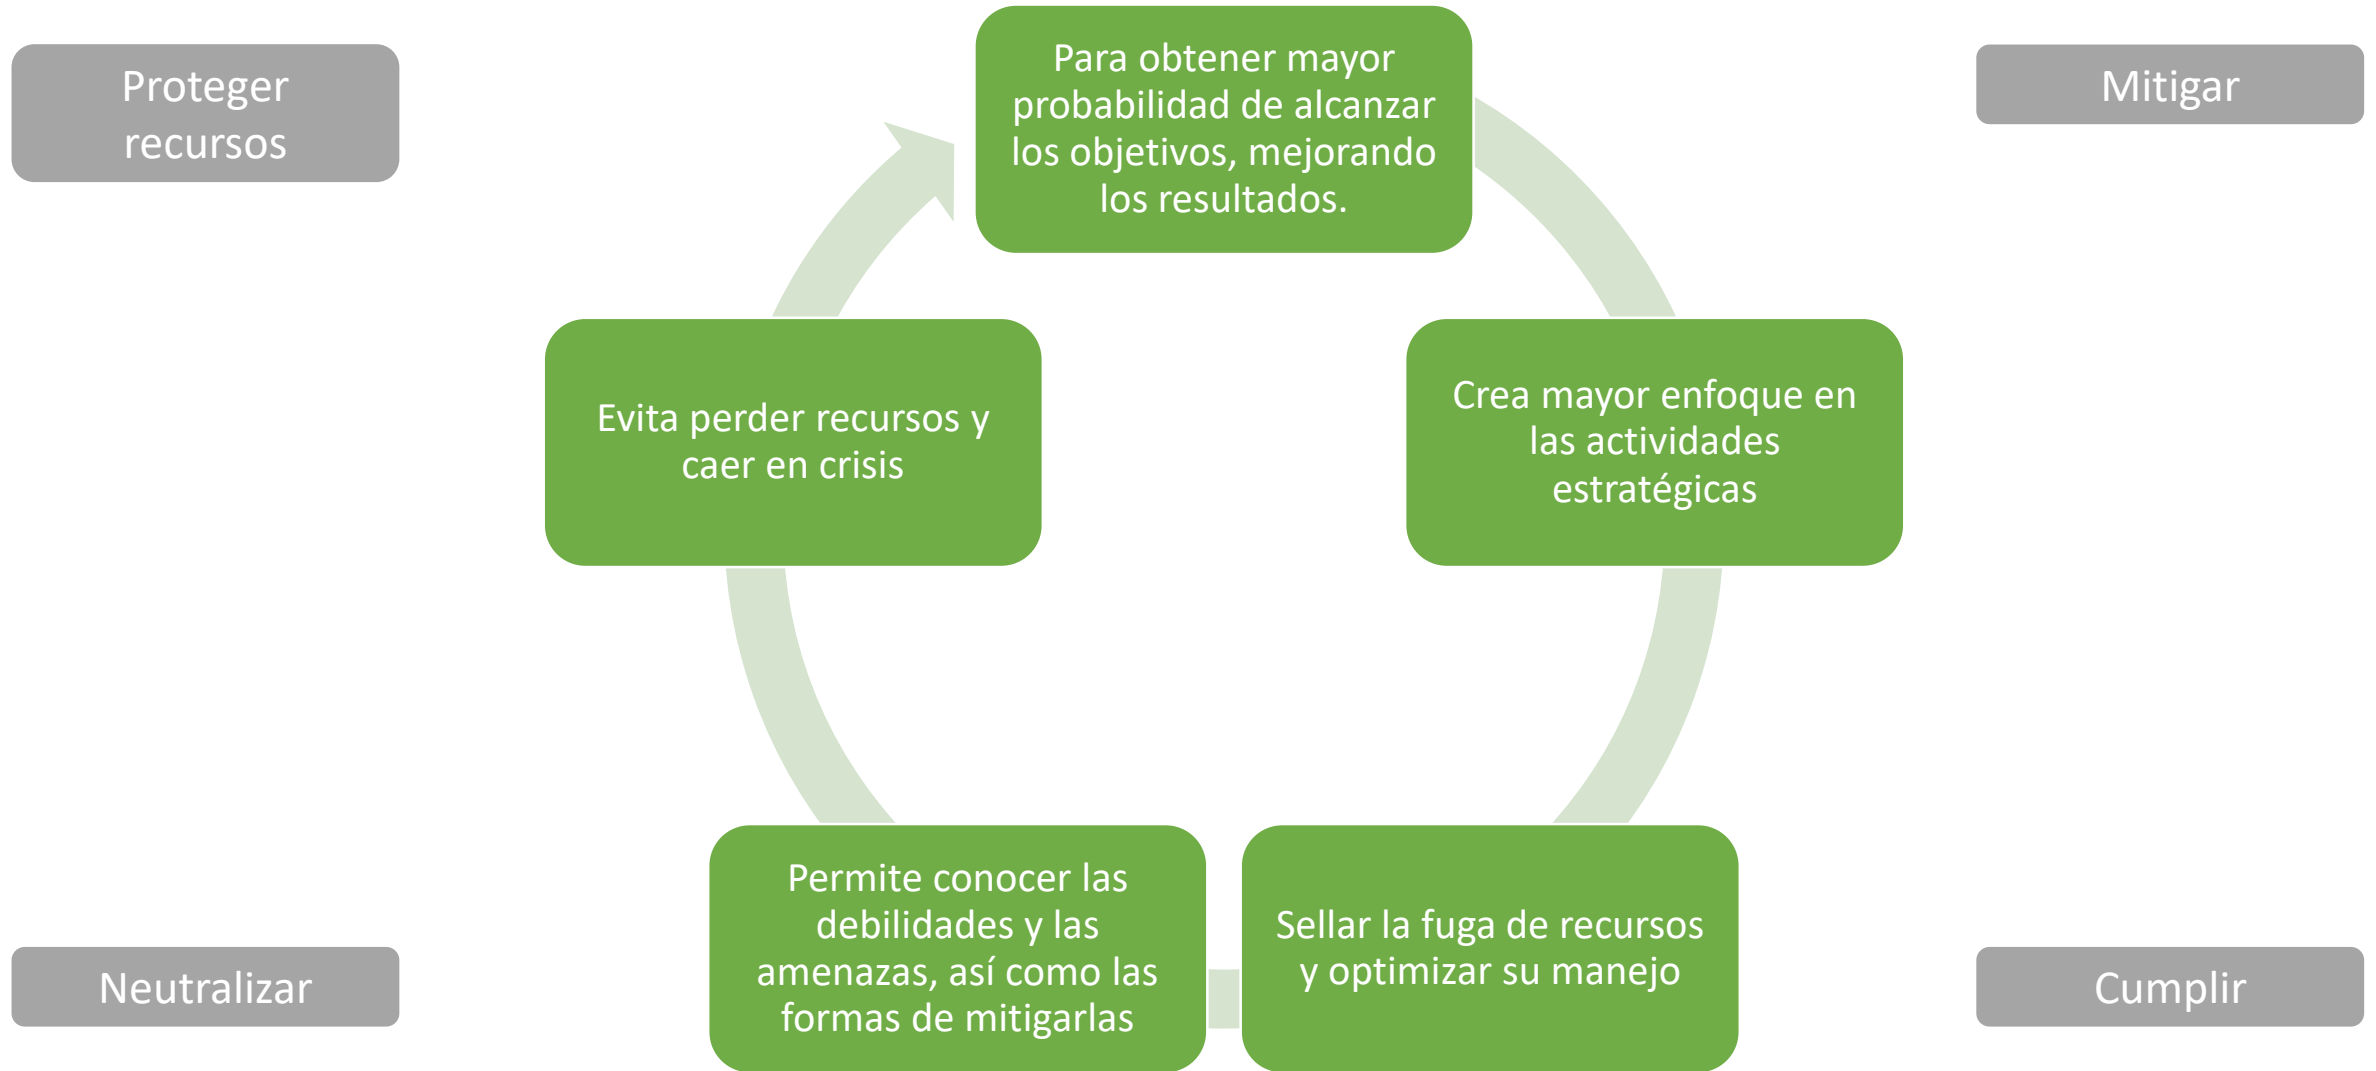 Proteger
recursos
Para obtener mayor
probabilidad de alcanzar
los objetivos, mejorando
los resultados.
Mitigar
Evita perder recursos y
caer en crisis
Crea mayor enfoque en
las actividades
estratégicas
Permite conocer las
debilidades y las
amenazas, así como las
formas de mitigarlas
Sellar la fuga de recursos
y optimizar su manejo
Neutralizar
Cumplir